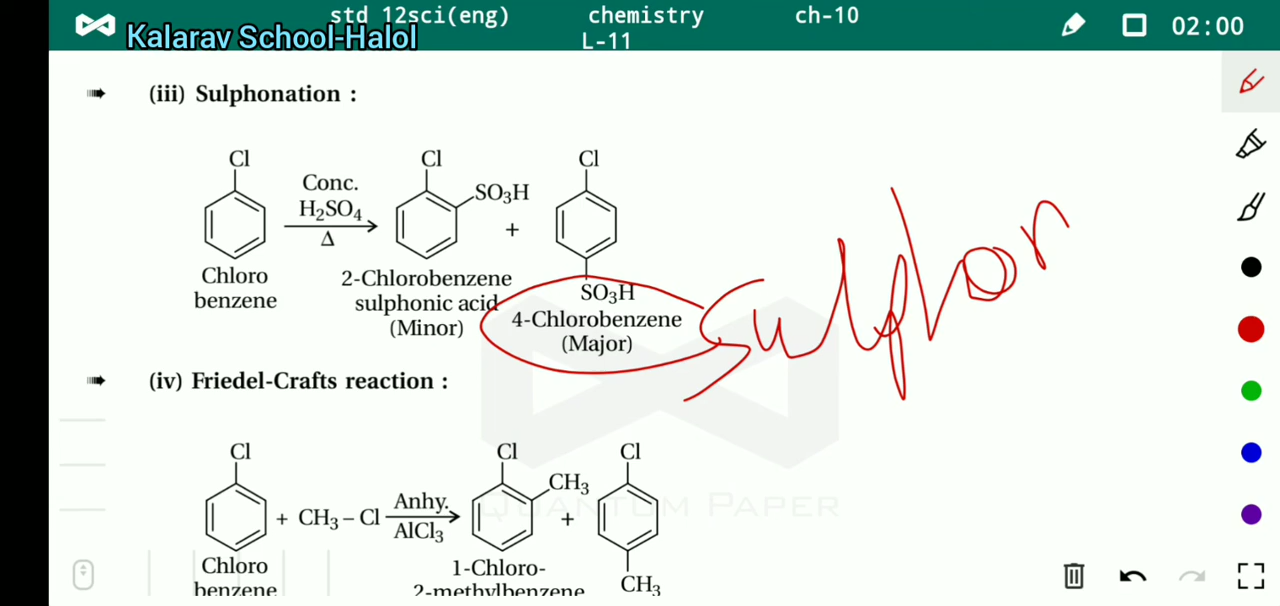 std 12sci(eng) chemistry ch-10
Kalarav School-Halol L-11 02:00
(iii) Sulphonation :
Cl Cl Cl
Conc. SO₃H
H₂SO₄
Δ +
Chloro 2-Chlorobenzene SO₃H
benzene sulphonic acid 4-Chlorobenzene
(Minor) (Major)
Sulphon
(iv) Friedel-Crafts reaction :
Cl Cl Cl
CH₃
+ CH₃ – Cl Anhy. +
AlCl₃
QUANTUM PAPER
Chloro 1-Chloro-
benzene 2-methylbenzene CH₃